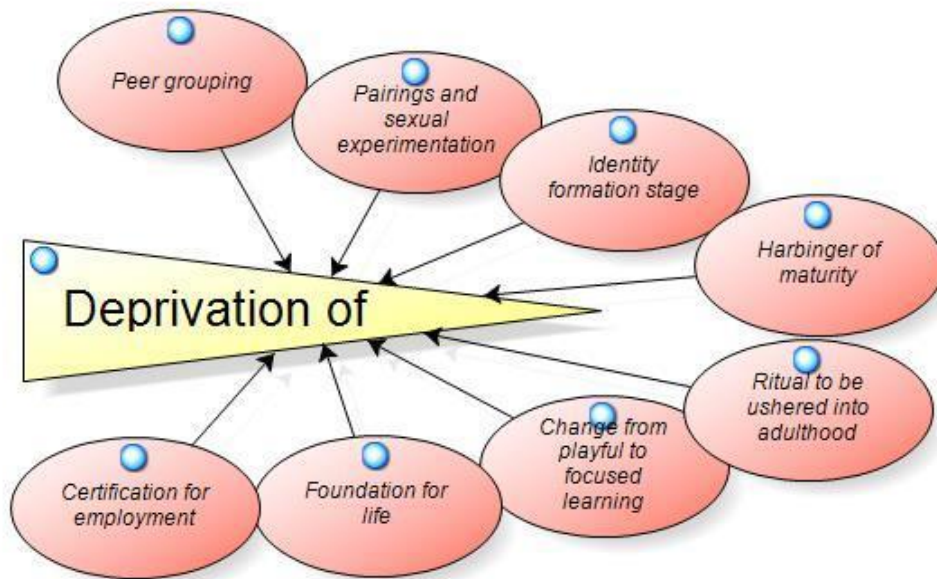 Peer grouping
Pairings and
sexual
experimentation
Identity
formation stage
Harbinger of
maturity
Deprivation of
Ritual to be
ushered into
adulthood
Change from
playful to
focused
learning
Foundation for
life
Certification for
employment